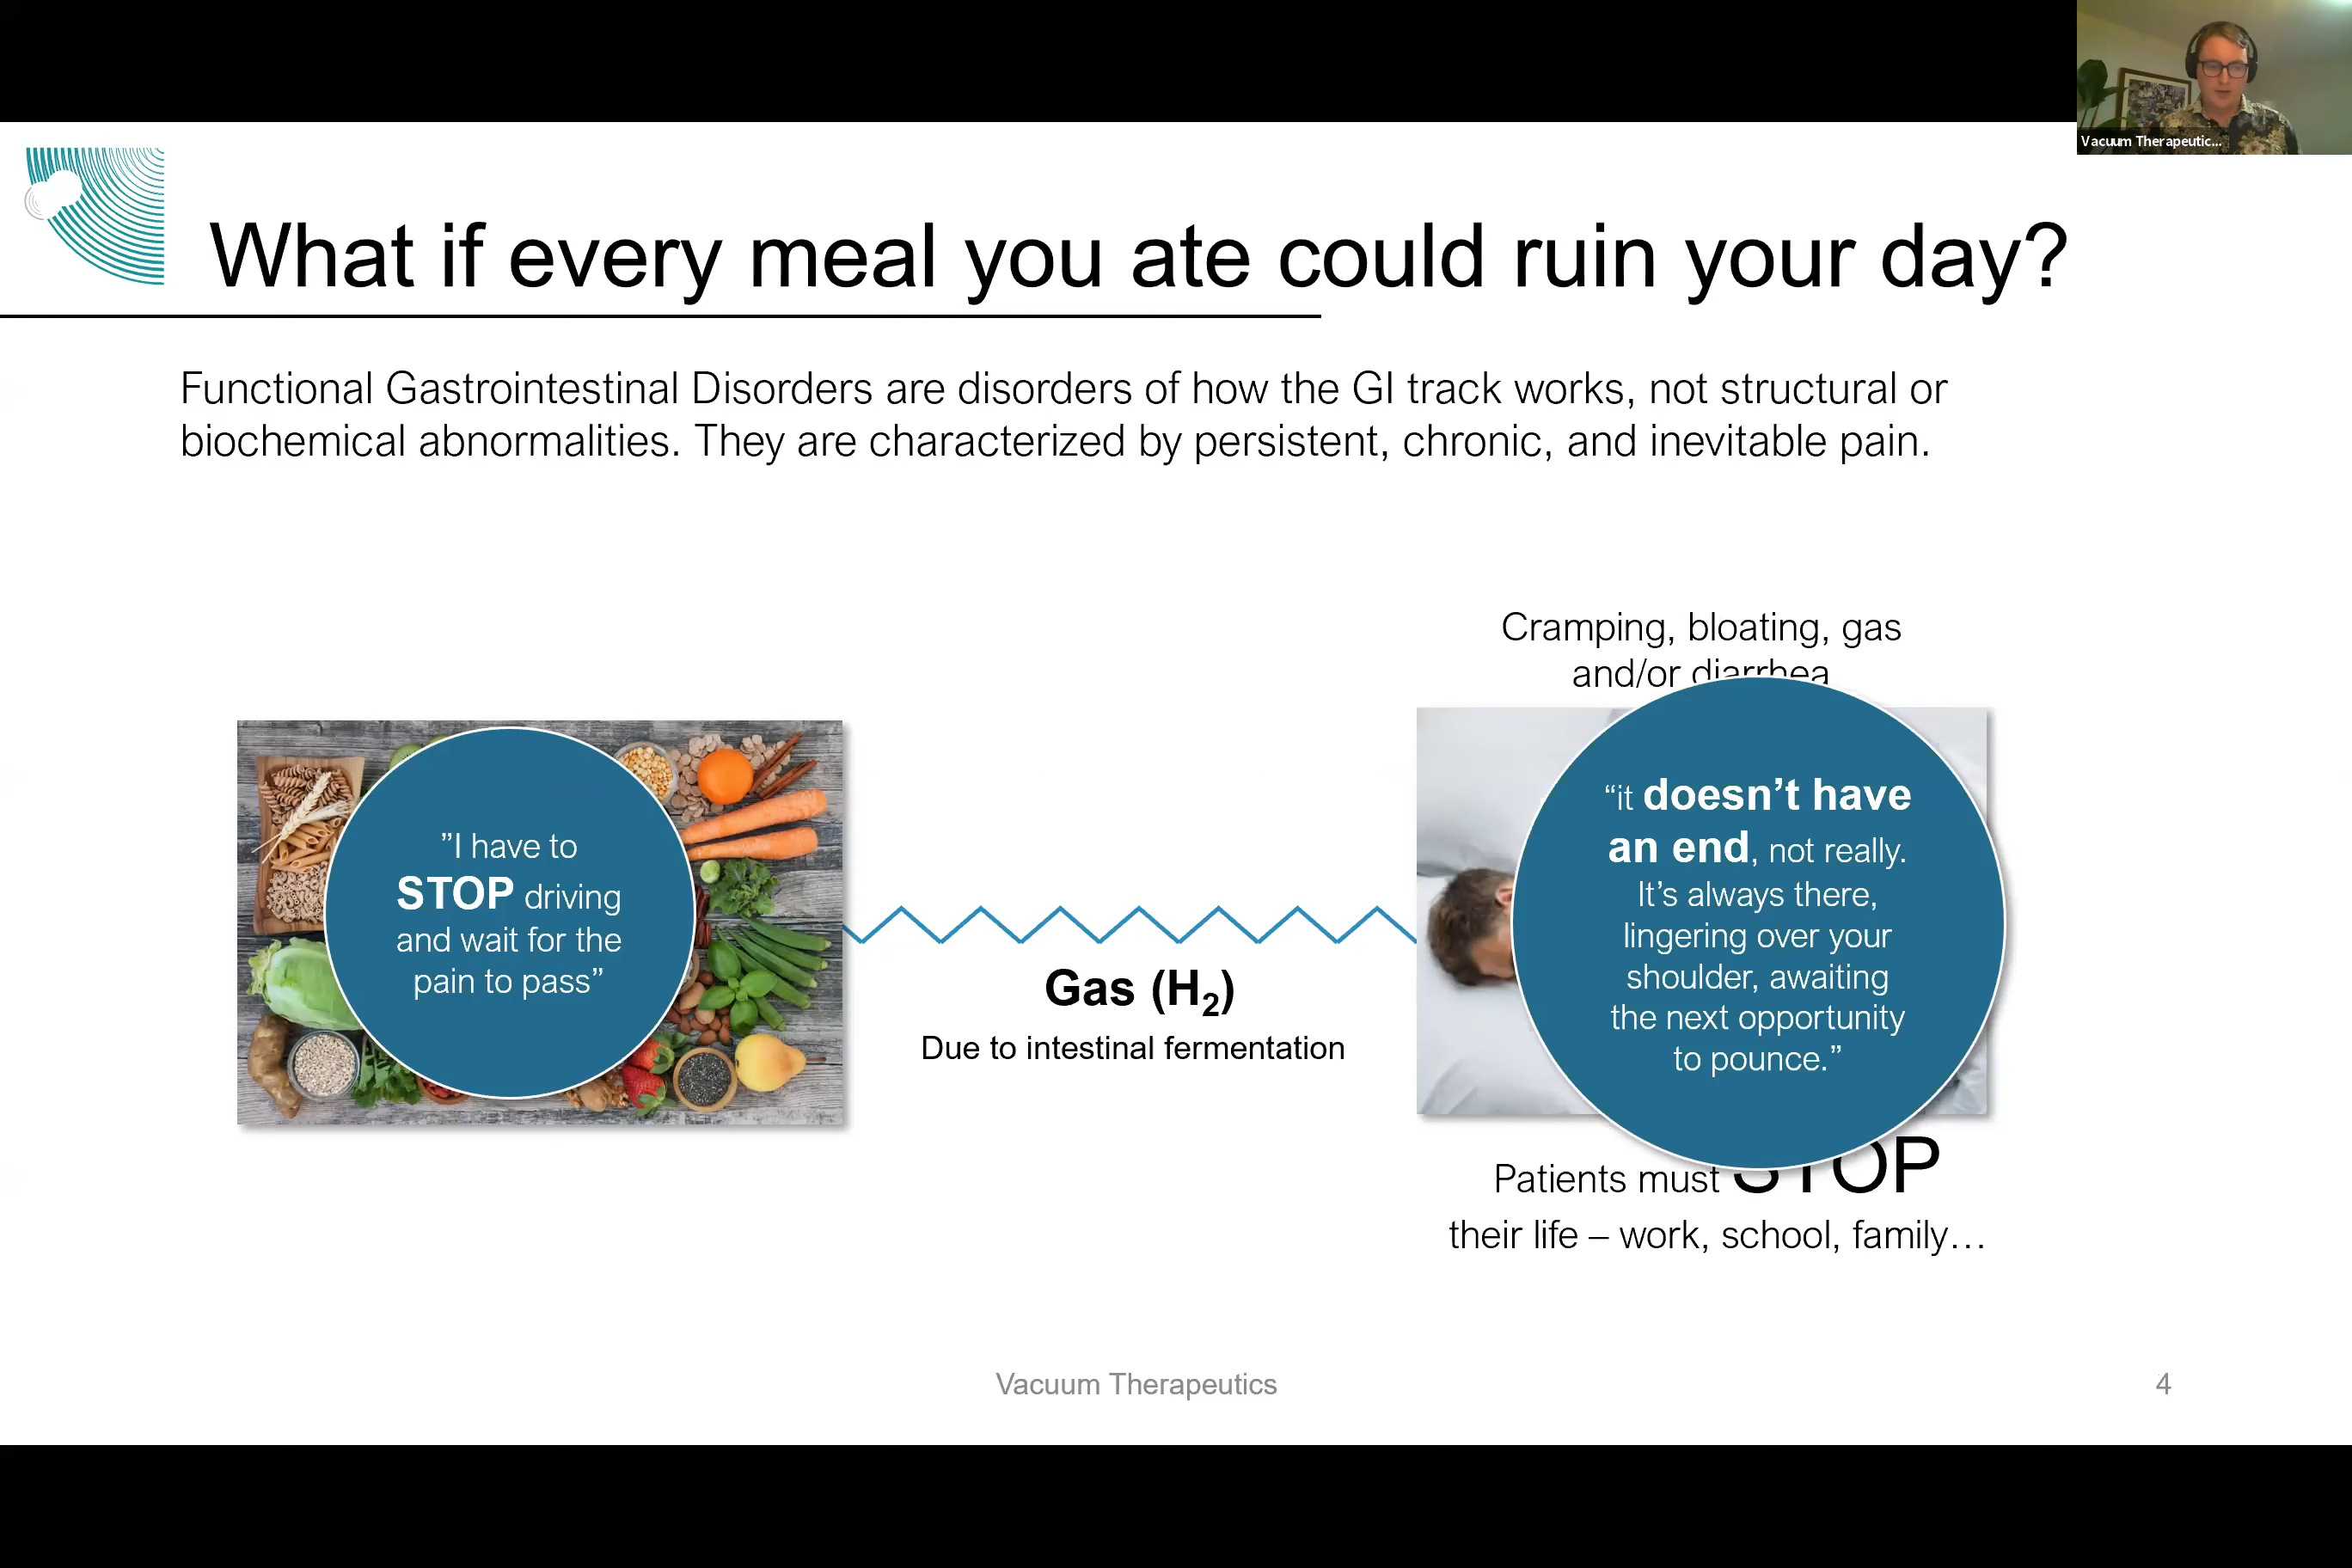 Vacuum Therapeutic...
What if every meal you ate could ruin your day?
Functional Gastrointestinal Disorders are disorders of how the GI track works, not structural or
biochemical abnormalities. They are characterized by persistent, chronic, and inevitable pain.
”I have to
STOP driving
and wait for the
pain to pass”
Gas (H₂)
Due to intestinal fermentation
Cramping, bloating, gas
and/or diarrhea
“it doesn’t have
an end, not really.
It’s always there,
lingering over your
shoulder, awaiting
the next opportunity
to pounce.”
Patients must STOP
their life – work, school, family…
Vacuum Therapeutics
4